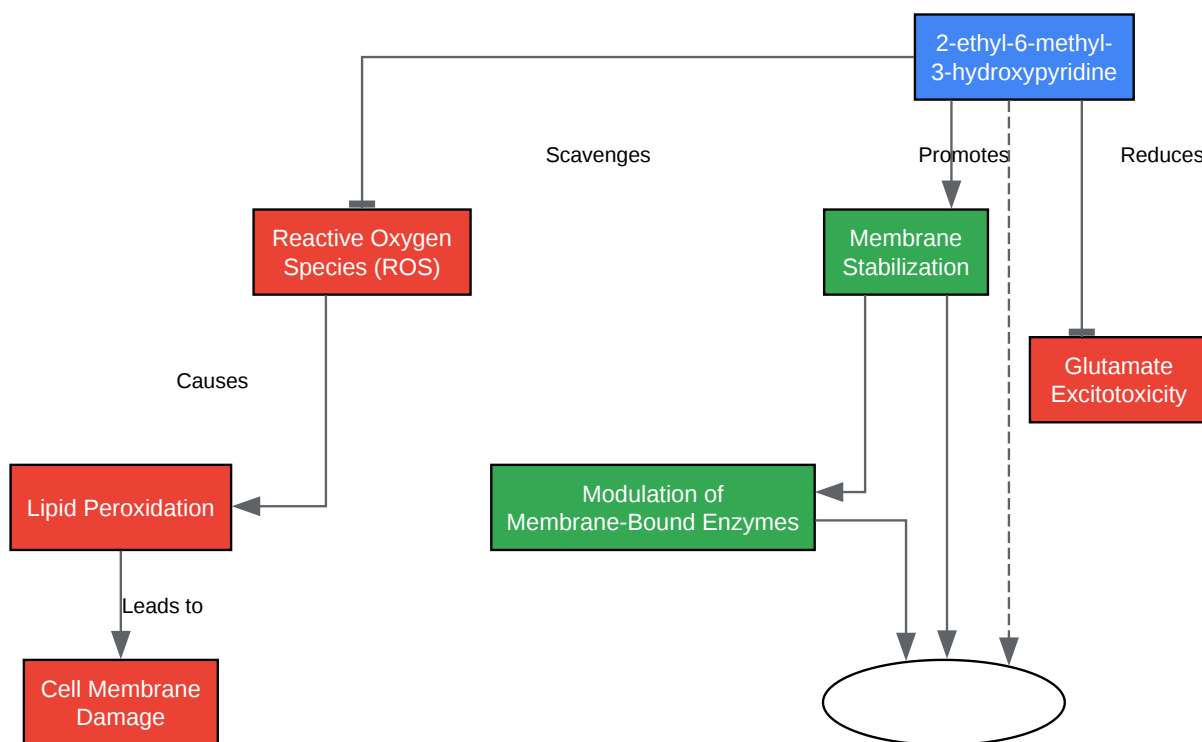 2-ethyl-6-methyl-
3-hydroxypyridine
Scavenges
Promotes
Reduces
Reactive Oxygen
Species (ROS)
Membrane
Stabilization
Glutamate
Excitotoxicity
Causes
Lipid Peroxidation
Modulation of
Membrane-Bound Enzymes
Leads to
Cell Membrane
Damage